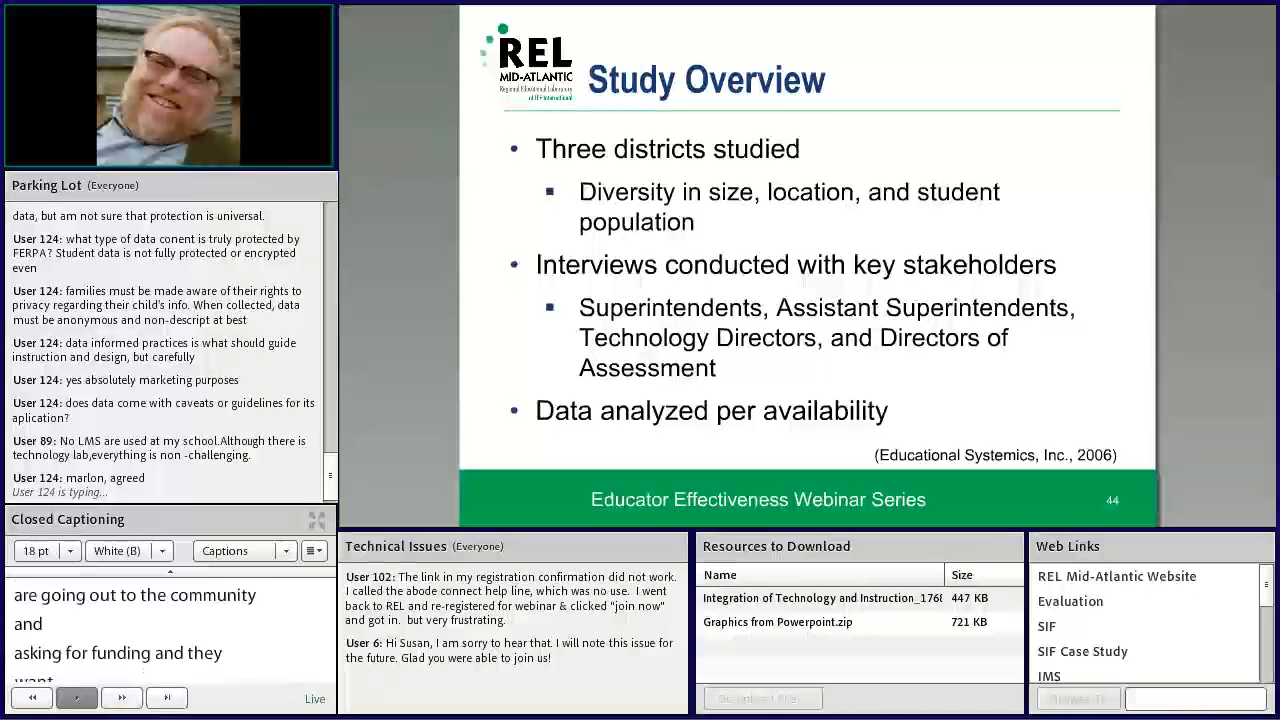 REL
MID-ATLANTIC
Regional Educational Laboratory
at ICF International
Study Overview
• Three districts studied
▪ Diversity in size, location, and student
population
• Interviews conducted with key stakeholders
▪ Superintendents, Assistant Superintendents,
Technology Directors, and Directors of
Assessment
• Data analyzed per availability
(Educational Systemics, Inc., 2006)
Educator Effectiveness Webinar Series
44
Parking Lot (Everyone)
data, but am not sure that protection is universal.
User 124: what type of data conent is truly protected by
FERPA? Student data is not fully protected or encrypted
even
User 124: families must be made aware of their rights to
privacy regarding their child's info. When collected, data
must be anonymous and non-descript at best
User 124: data informed practices is what should guide
instruction and design, but carefully
User 124: yes absolutely marketing purposes
User 124: does data come with caveats or guidelines for its
aplication?
User 89: No LMS are used at my school.Although there is
technology lab,everything is non -challenging.
User 124: marlon, agreed
User 124 is typing...
Closed Captioning
18 pt
White (B)
Captions
are going out to the community
and
asking for funding and they
want
Live
Technical Issues (Everyone)
User 102: The link in my registration confirmation did not work.
I called the abode connect help line, which was no use. I went
back to REL and re-registered for webinar & clicked "join now"
and got in. but very frustrating.
User 6: Hi Susan, I am sorry to hear that. I will note this issue for
the future. Glad you were able to join us!
Resources to Download
Name Size
Integration of Technology and Instruction_176 447 KB
Graphics from Powerpoint.zip 721 KB
Web Links
REL Mid-Atlantic Website
Evaluation
SIF
SIF Case Study
IMS